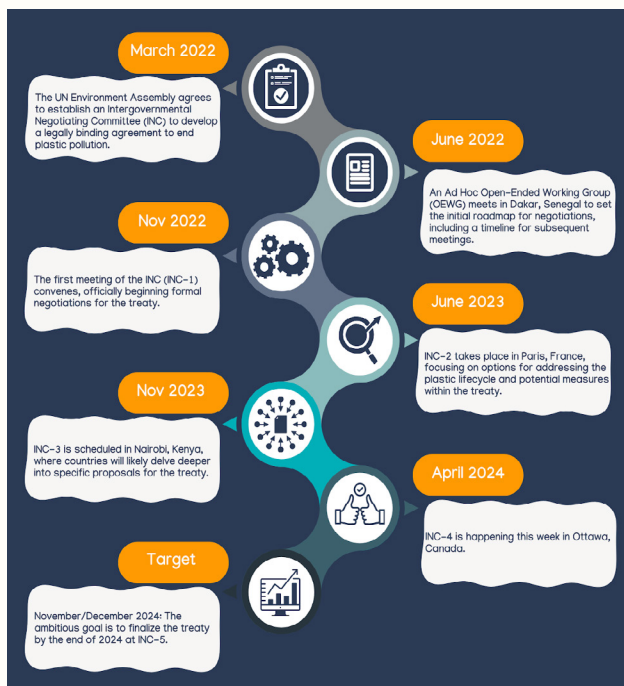 March 2022
The UN Environment Assembly agrees
to establish an Intergovernmental
Negotiating Committee (INC) to develop
a legally binding agreement to end
plastic pollution.
June 2022
An Ad Hoc Open-Ended Working Group
(OEWG) meets in Dakar, Senegal to set
the initial roadmap for negotiations,
including a timeline for subsequent
meetings.
Nov 2022
The first meeting of the INC (INC-1)
convenes, officially beginning formal
negotiations for the treaty.
June 2023
INC-2 takes place in Paris, France,
focusing on options for addressing the
plastic lifecycle and potential measures
within the treaty.
Nov 2023
INC-3 is scheduled in Nairobi, Kenya,
where countries will likely delve deeper
into specific proposals for the treaty.
April 2024
INC-4 is happening this week in Ottawa,
Canada.
Target
November/December 2024: The
ambitious goal is to finalize the treaty
by the end of 2024 at INC-5.